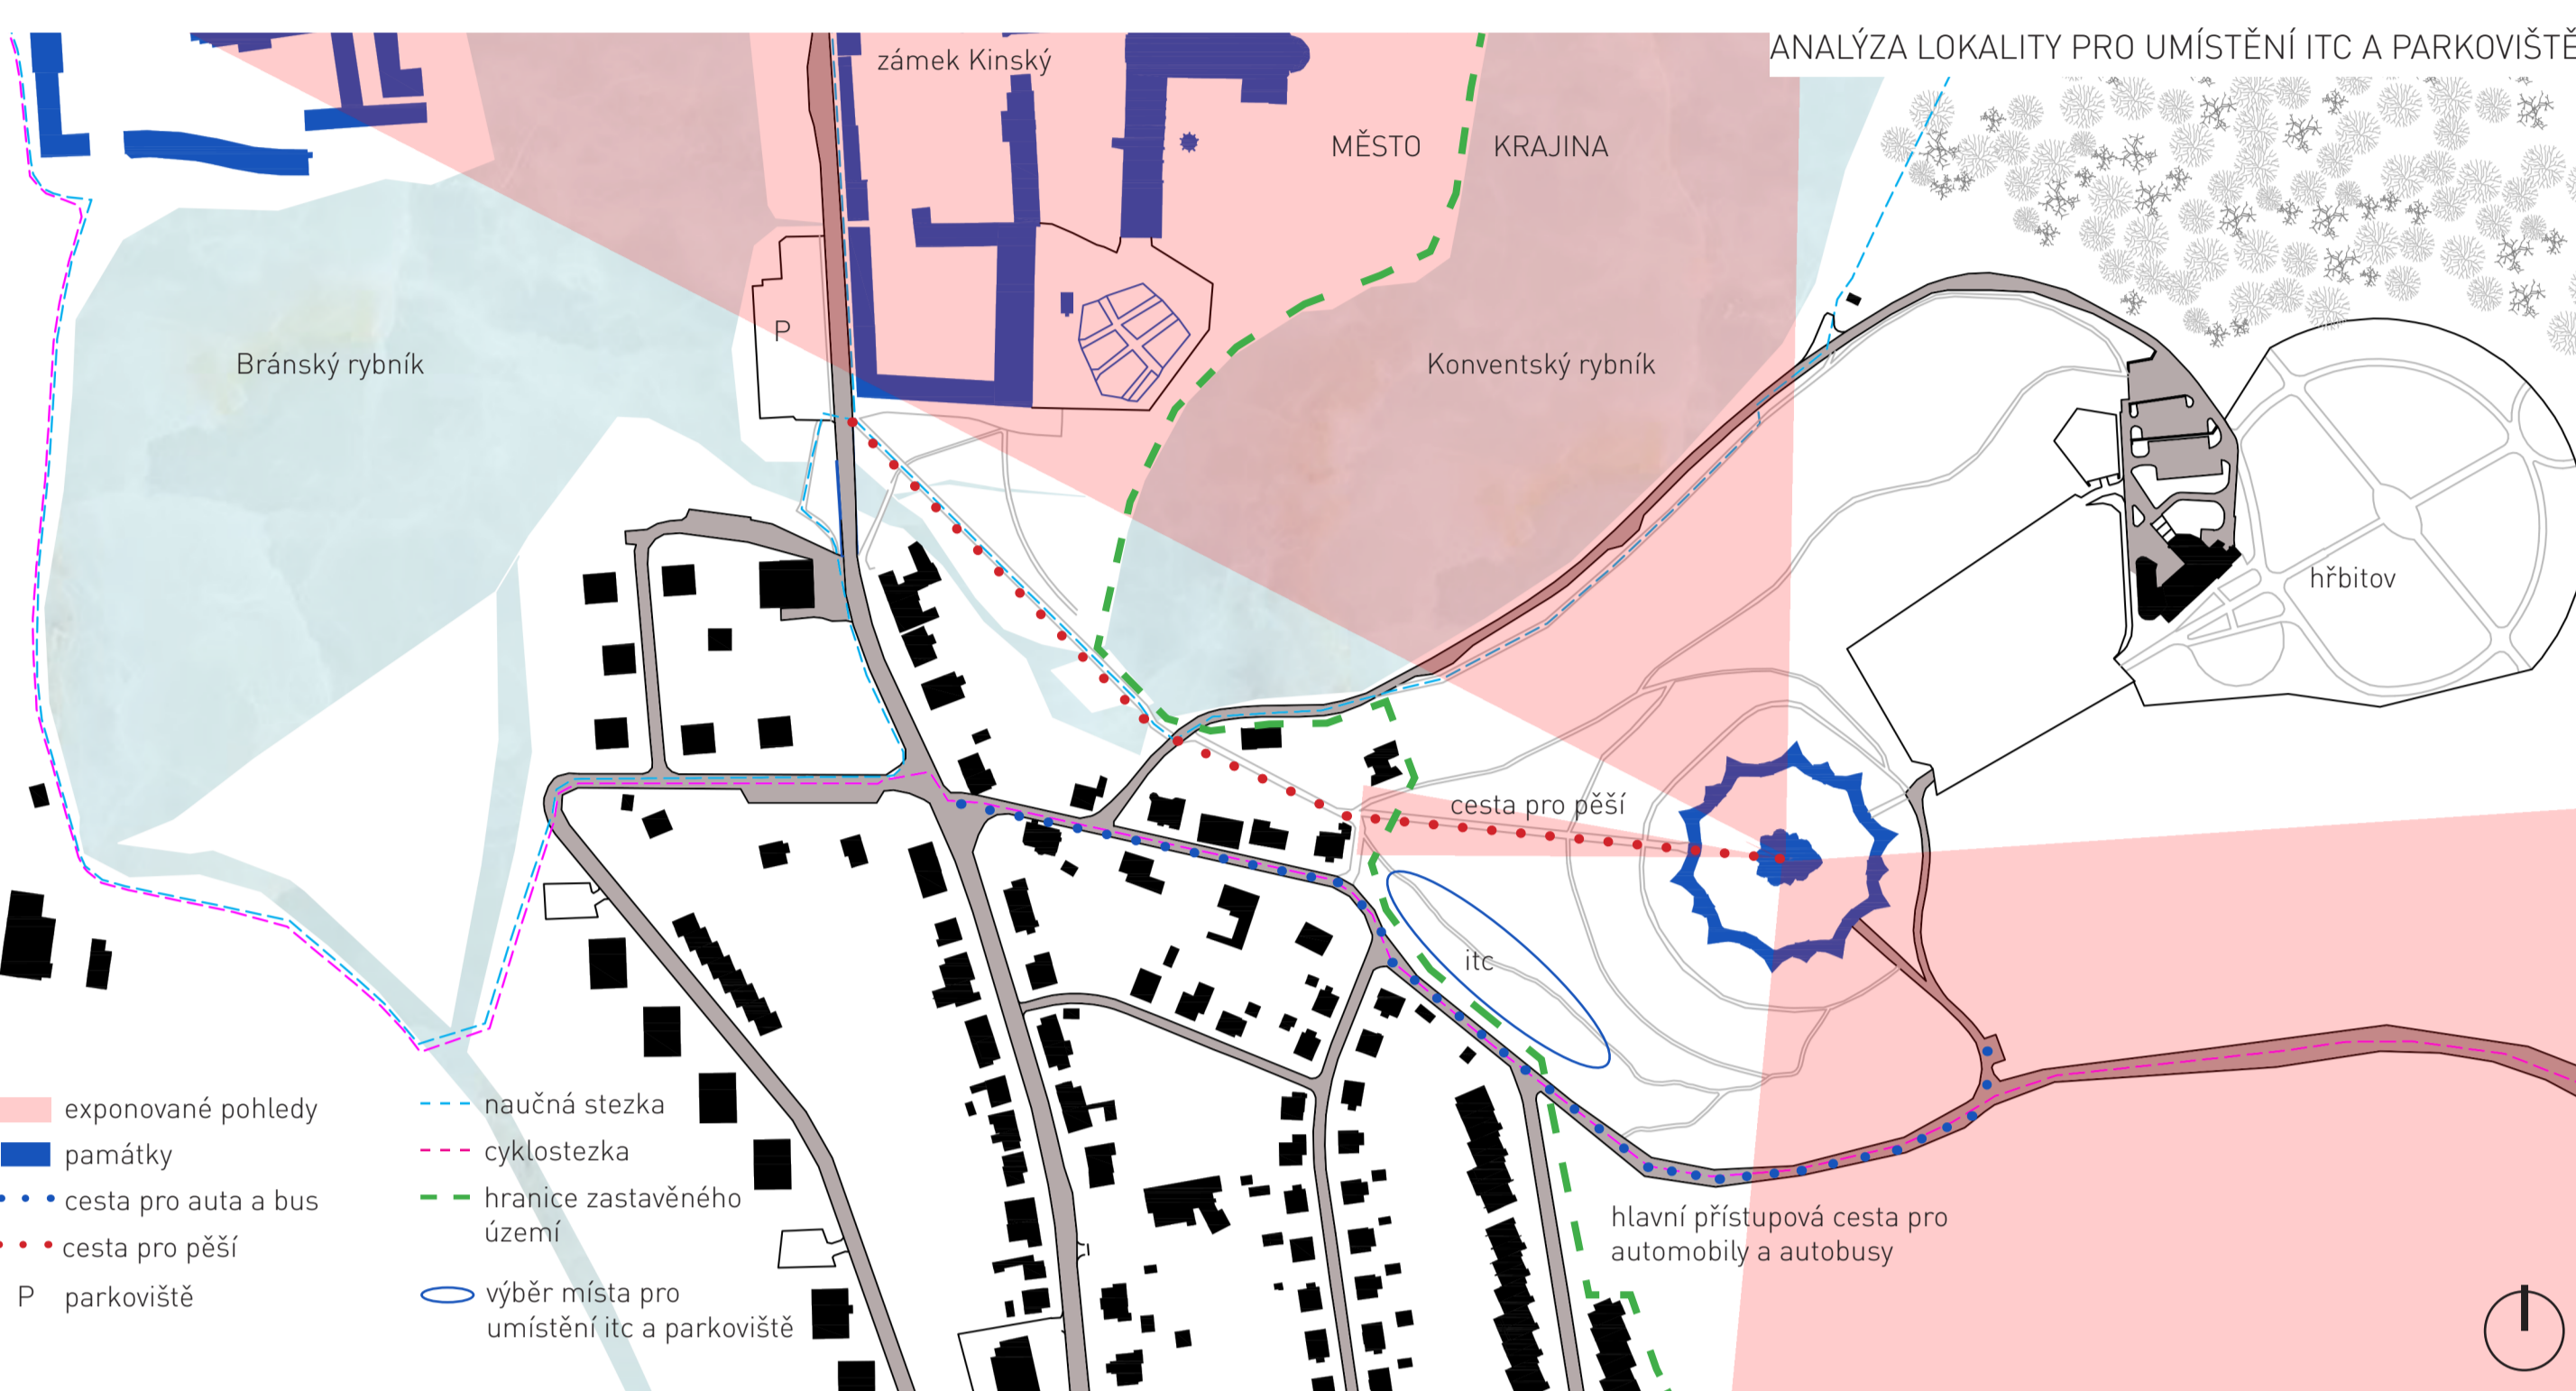 ANALÝZA LOKALITY PRO UMÍSTĚNÍ ITC A PARKOVIŠTĚ
zámek Kinský
MĚSTO
KRAJINA
P
Bránský rybník
Konventský rybník
hřbitov
cesta pro pěší
itc
hlavní přístupová cesta pro
automobily a autobusy
exponované pohledy
památky
cesta pro auta a bus
cesta pro pěší
P parkoviště
naučná stezka
cyklostezka
hranice zastavěného
území
výběr místa pro
umístění itc a parkoviště